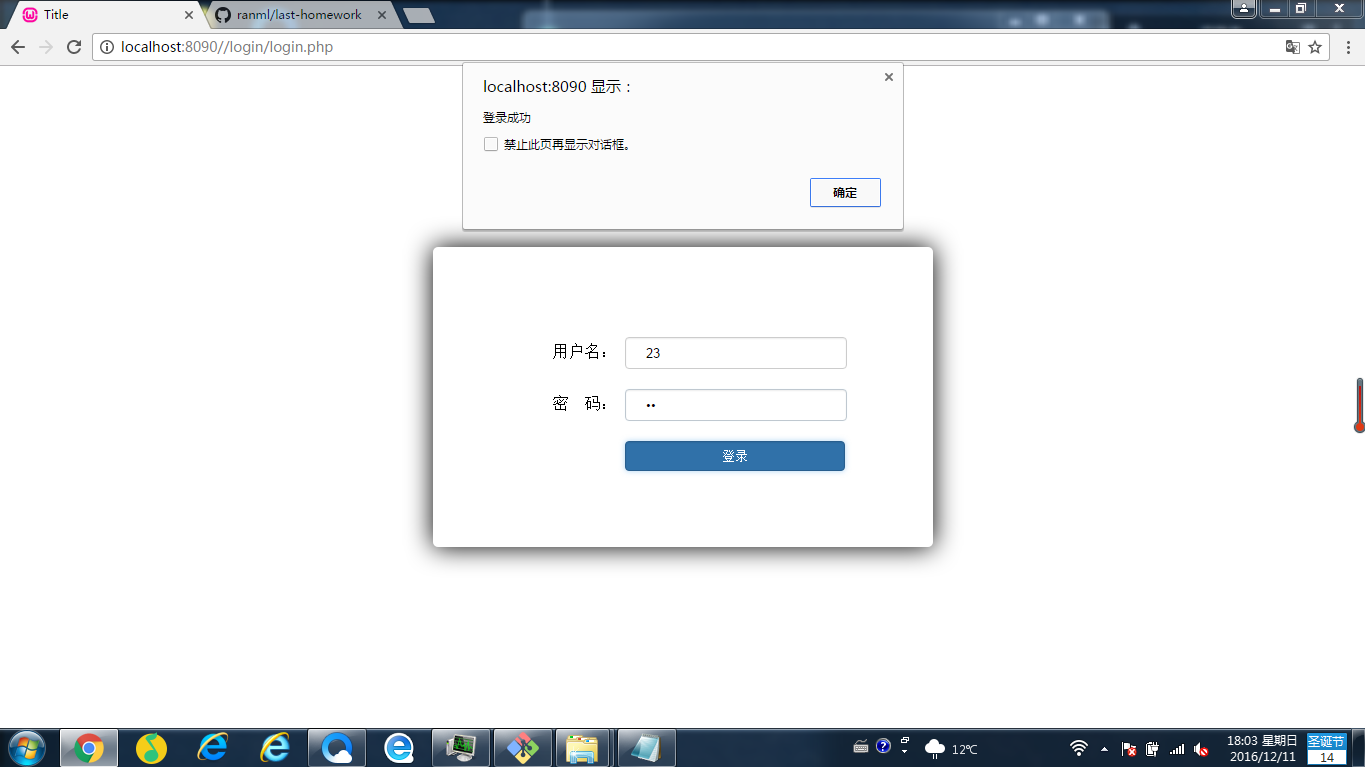 Title
ranml/last-homework
localhost:8090//login/login.php
localhost:8090 显示：
登录成功
禁止此页再显示对话框。
确定
用户名： 23
密 码： ••
登录
12℃
18:03 星期日
2016/12/11
圣诞节
14